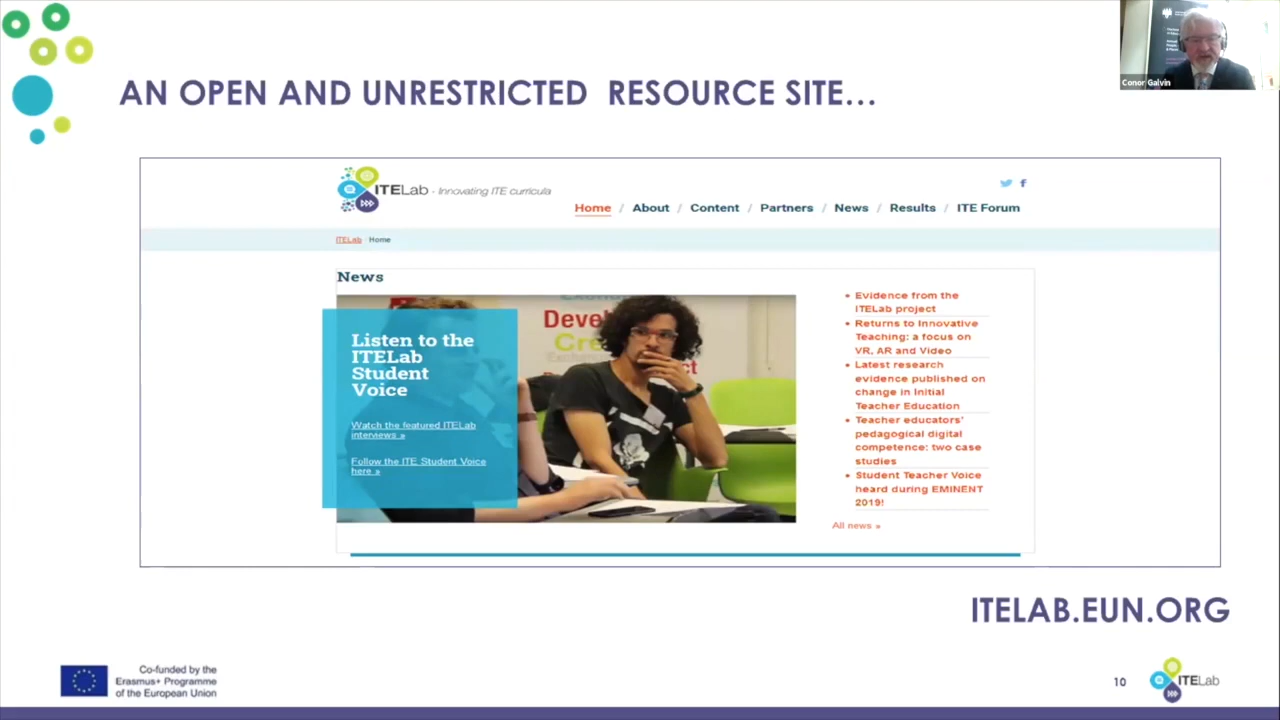 AN OPEN AND UNRESTRICTED RESOURCE SITE...
Conor Galvin
ITELab - Innovating ITE curricula
Home / About / Content / Partners / News / Results / ITE Forum
ITELab Home
News
Listen to the
ITELab
Student
Voice
Watch the featured ITELab
interviews »
Follow the ITE Student Voice
here »
• Evidence from the
ITELab project
• Returns to Innovative
Teaching: a focus on
VR, AR and Video
• Latest research
evidence published on
change in Initial
Teacher Education
• Teacher educators'
pedagogical digital
competence: two case
studies
• Student Teacher Voice
heard during EMINENT
2019!
All news »
ITELAB.EUN.ORG
Co-funded by the
Erasmus+ Programme
of the European Union
10
ITELab